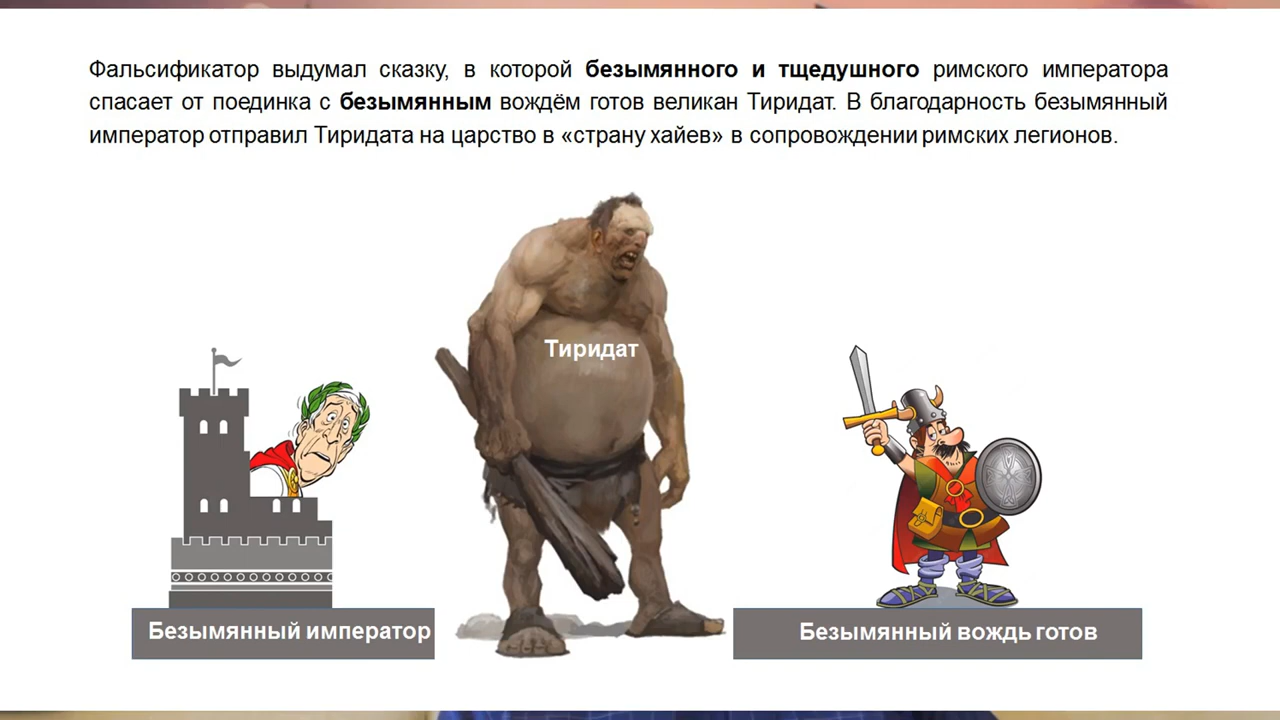 Фальсификатор выдумал сказку, в которой безымянного и тщедушного римского императора
спасает от поединка с безымянным вождём готов великан Тиридат. В благодарность безымянный
император отправил Тиридата на царство в «страну хайев» в сопровождении римских легионов.
Тиридат
Безымянный император
Безымянный вождь готов